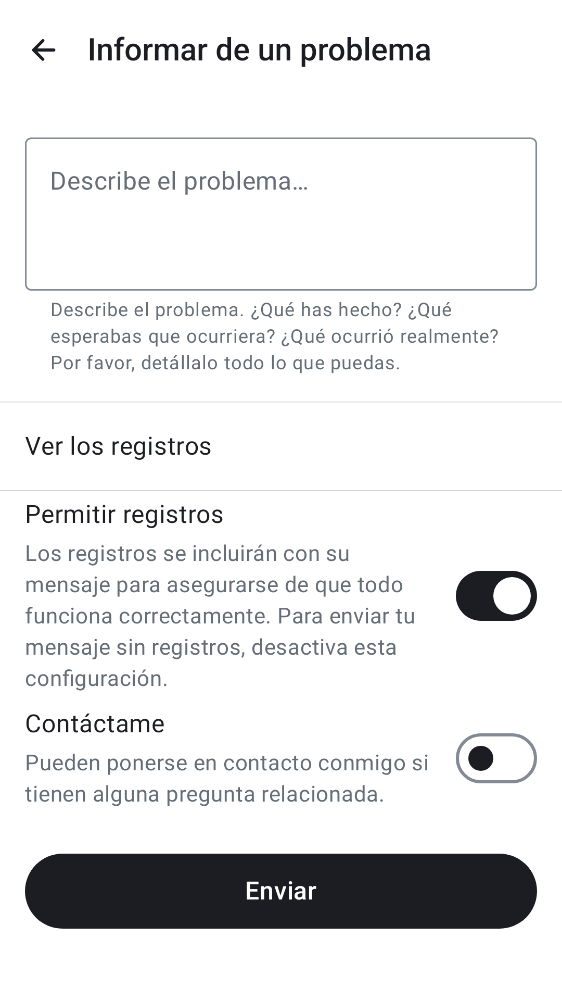 Informar de un problema
Describe el problema…
Describe el problema. ¿Qué has hecho? ¿Qué
esperabas que ocurriera? ¿Qué ocurrió realmente?
Por favor, detállalo todo lo que puedas.
Ver los registros
Permitir registros
Los registros se incluirán con su
mensaje para asegurarse de que todo
funciona correctamente. Para enviar tu
mensaje sin registros, desactiva esta
configuración.
Contáctame
Pueden ponerse en contacto conmigo si
tienen alguna pregunta relacionada.
Enviar